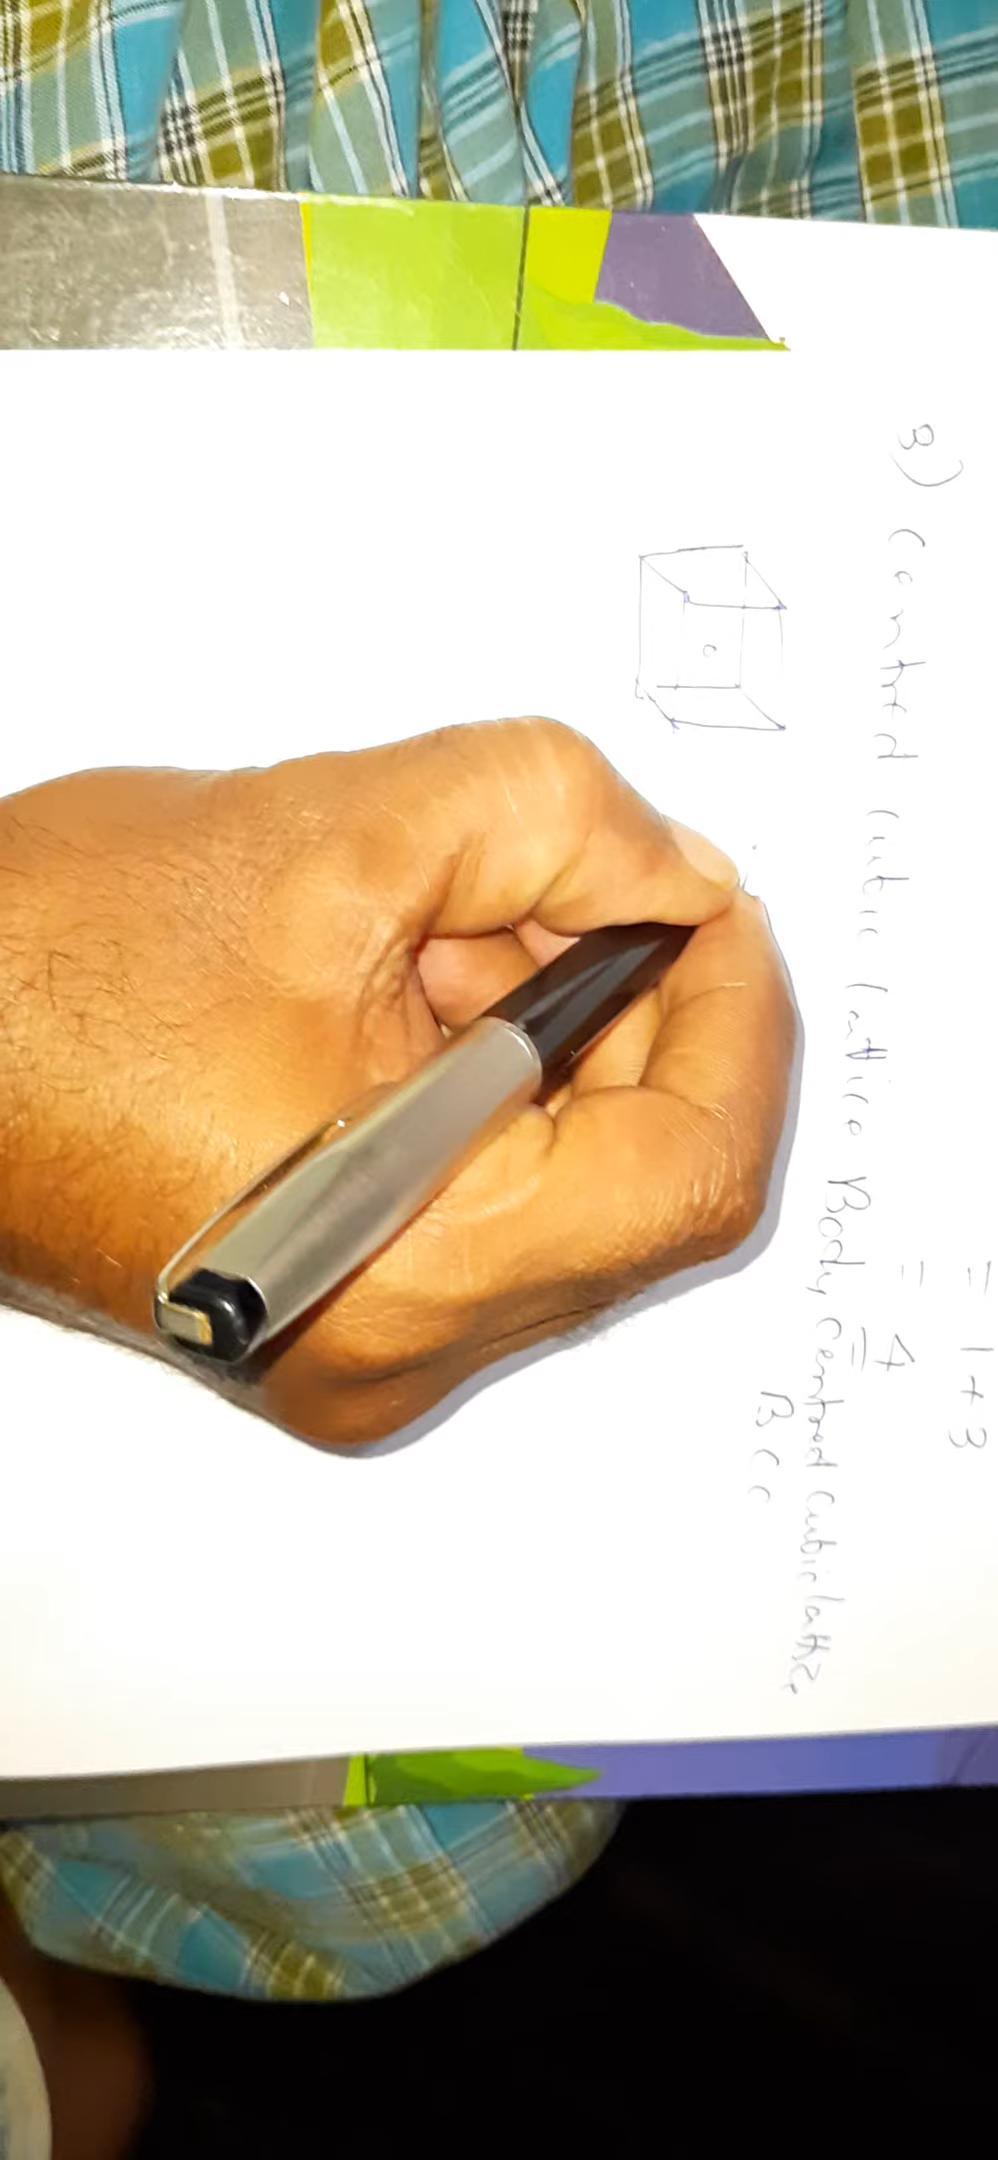 = 1 + 3
= 4
3) Centred cubic lattice Body Centred cubic lattice
BCC